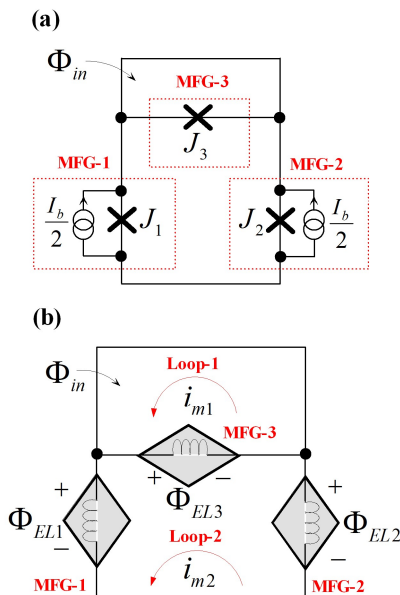 (a)
Φin
MFG-3
J3
MFG-1
MFG-2
Ib/2
J1
J2
Ib/2
(b)
Φin
Loop-1
im1
MFG-3
+ −
ΦEL3
+
ΦEL1
−
+
ΦEL2
−
Loop-2
im2
MFG-1
MFG-2